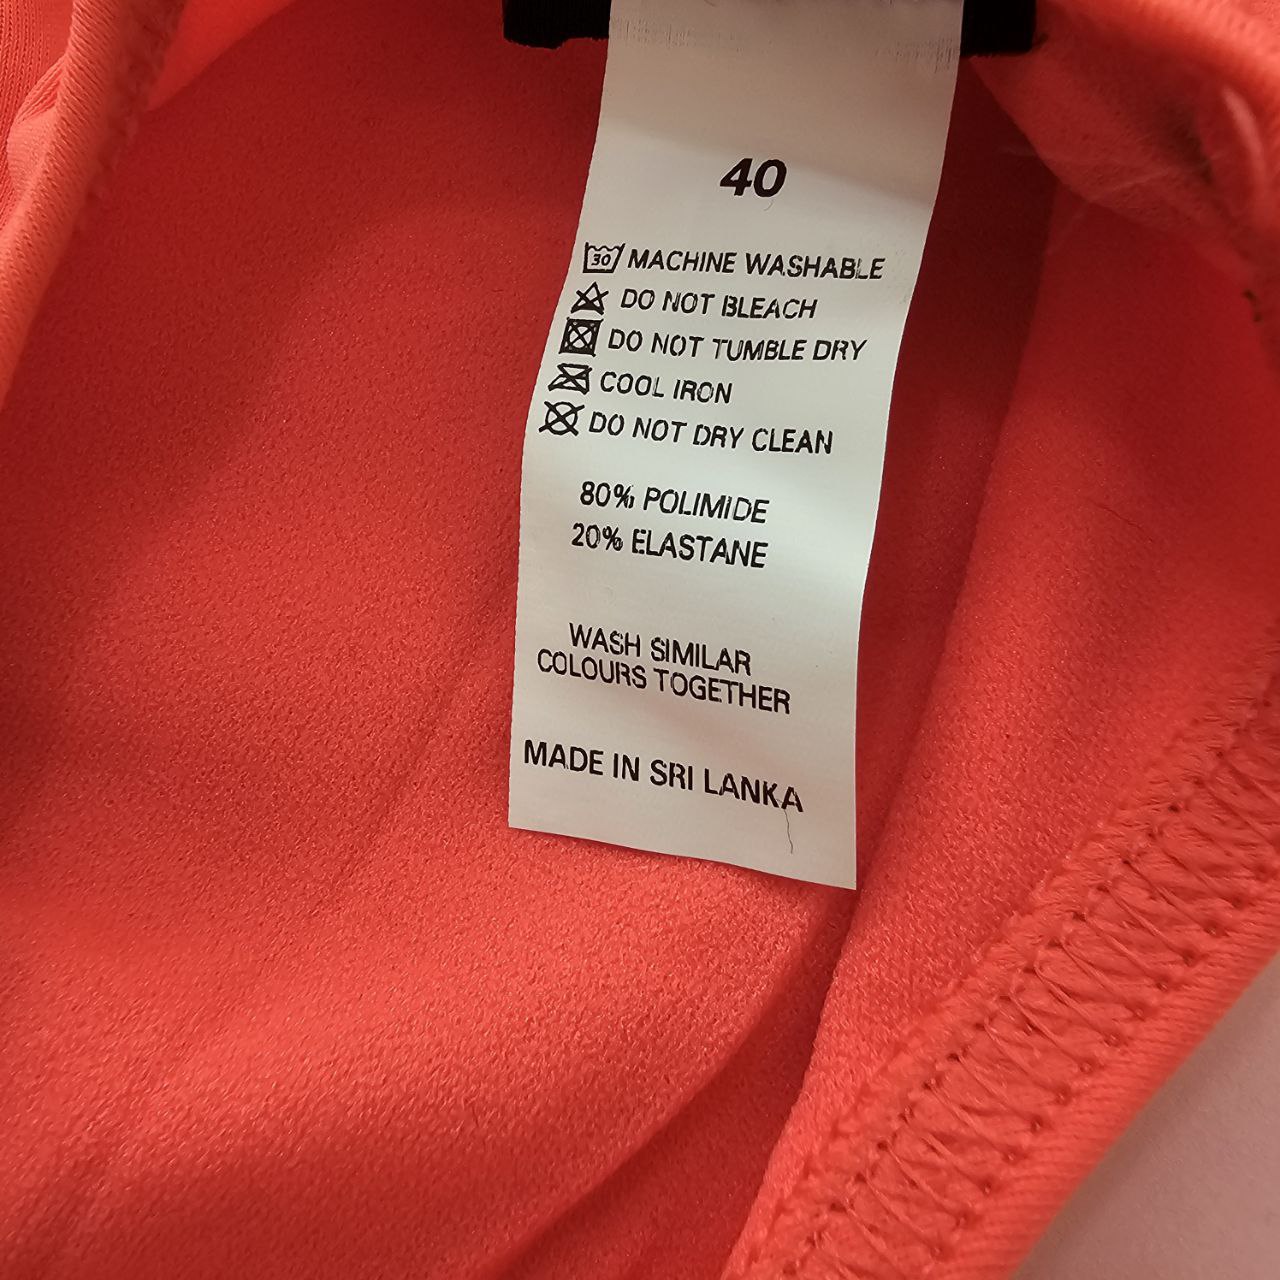 40
30 MACHINE WASHABLE
DO NOT BLEACH
DO NOT TUMBLE DRY
COOL IRON
DO NOT DRY CLEAN
80% POLIMIDE
20% ELASTANE
WASH SIMILAR
COLOURS TOGETHER
MADE IN SRI LANKA